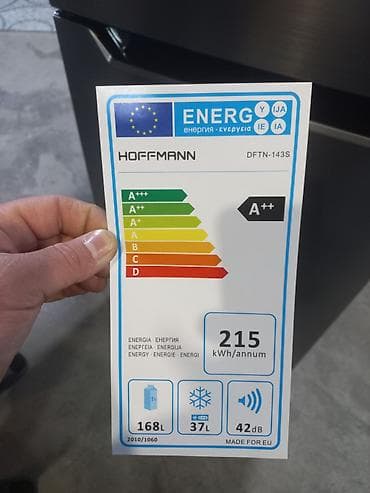 ENERG Y IJA
енергия · ενεργεια IE IA
HOFFMANN DFTN-143S
A+++
A++ A++
A+
A
B
C
D
ENERGIA · ЕНЕРГИЯ
ΕΝΕΡΓΕΙΑ · ENERGIJA
ENERGY · ENERGIE · ENERGI
215
kWh/annum
168L 37L 42dB
2010/1060 MADE FOR EU